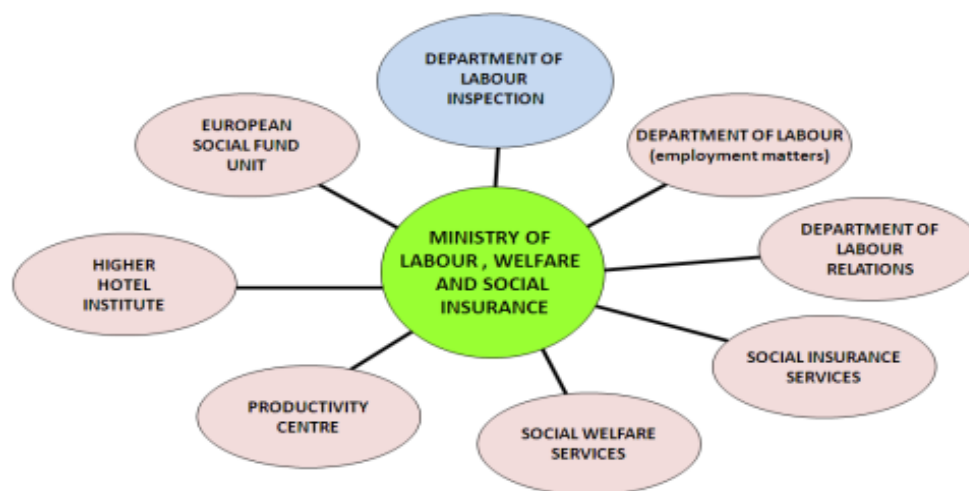 DEPARTMENT OF
LABOUR
INSPECTION
EUROPEAN
SOCIAL FUND
UNIT
DEPARTMENT OF LABOUR
(employment matters)
MINISTRY OF
LABOUR , WELFARE
AND SOCIAL
INSURANCE
DEPARTMENT OF
LABOUR
RELATIONS
HIGHER
HOTEL
INSTITUTE
SOCIAL INSURANCE
SERVICES
PRODUCTIVITY
CENTRE
SOCIAL WELFARE
SERVICES